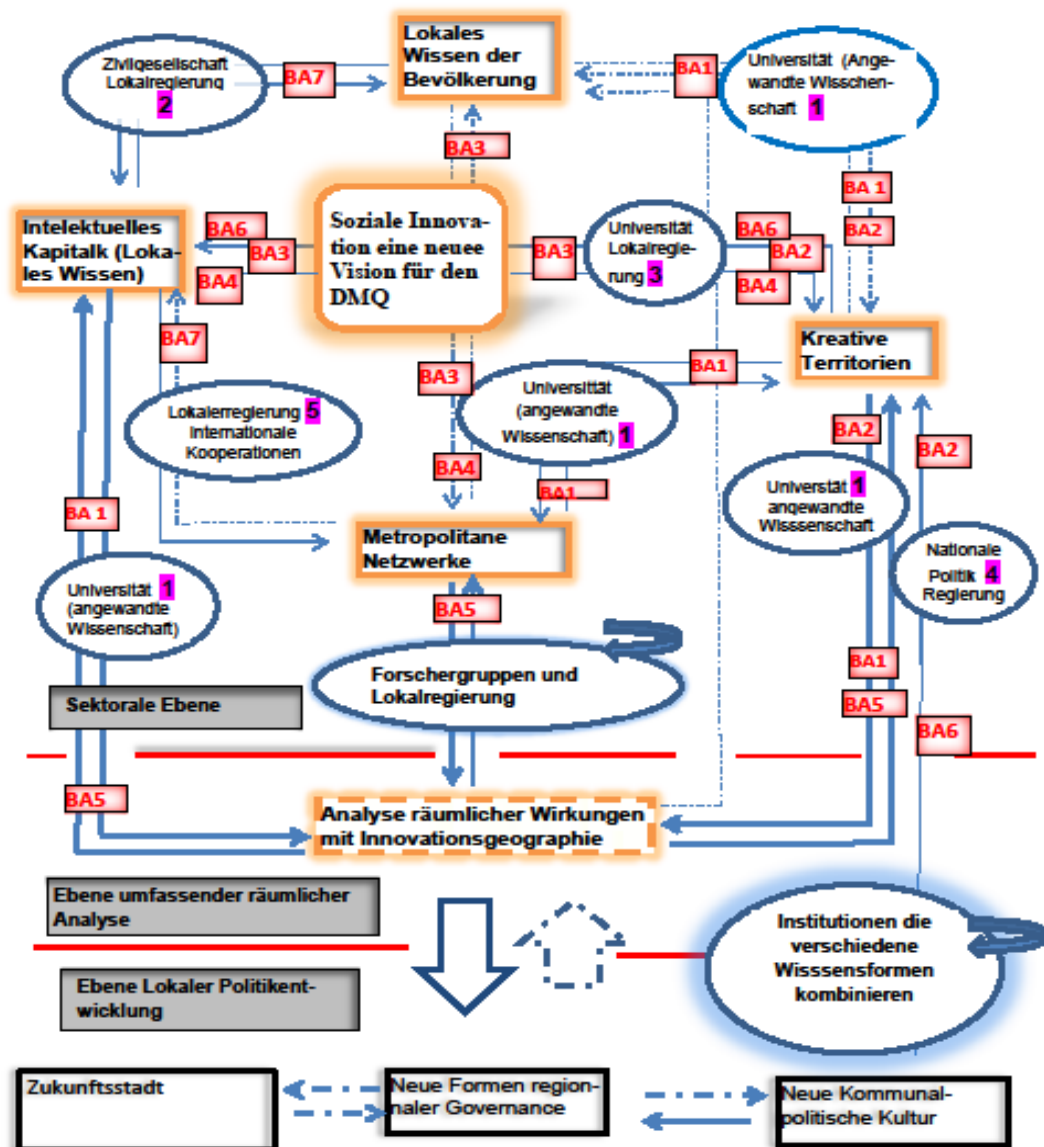 Lokales
Wissen der
Bevölkerung
Zivilgesellschaft
Lokalregierung
2
BA7
BA1
Universität (Ange-
wandte Wisschen-
schaft 1
BA3
BA 1
BA2
Intelektuelles
Kapitalk (Loka-
les Wissen)
BA6
BA3
BA4
Soziale Innova-
tion eine neuee
Vision für den
DMQ
BA3
Universität
Lokalregie-
rung 3
BA6
BA2
BA4
BA7
BA3
BA1
Kreative
Territorien
Lokalerregierung 5
Internationale
Kooperationen
Universittät
(angewandte
Wissenschaft) 1
BA4
BA1
BA2
BA2
BA 1
Universtät 1
angewandte
Wisssenschaft
Metropolitane
Netzwerke
Nationale
Politik 4
Regierung
Universität 1
(angewandte
Wissenschaft)
BA5
Forschergruppen und
Lokalregierung
BA1
BA5
BA6
Sektorale Ebene
BA5
Analyse räumlicher Wirkungen
mit Innovationsgeographie
Ebene umfassender räumlicher
Analyse
Institutionen die
verschiedene
Wisssensformen
kombinieren
Ebene Lokaler Politikent-
wicklung
Zukunftsstadt
Neue Formen regio-
naler Governance
Neue Kommunal-
politische Kultur